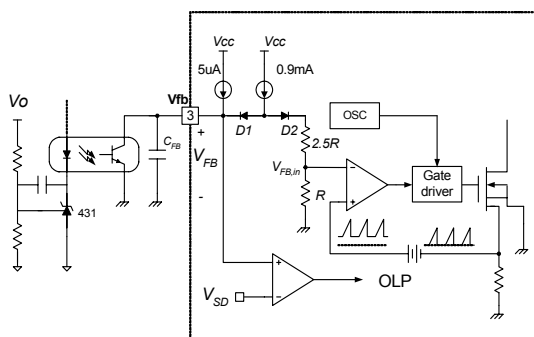 Vcc Vcc
5uA 0.9mA
Vo
Vfb 3
D1 D2
OSC
2.5R
CFB
+
VFB
-
VFB,in
R
−
+
Gate driver
431
+
−
VSD
OLP